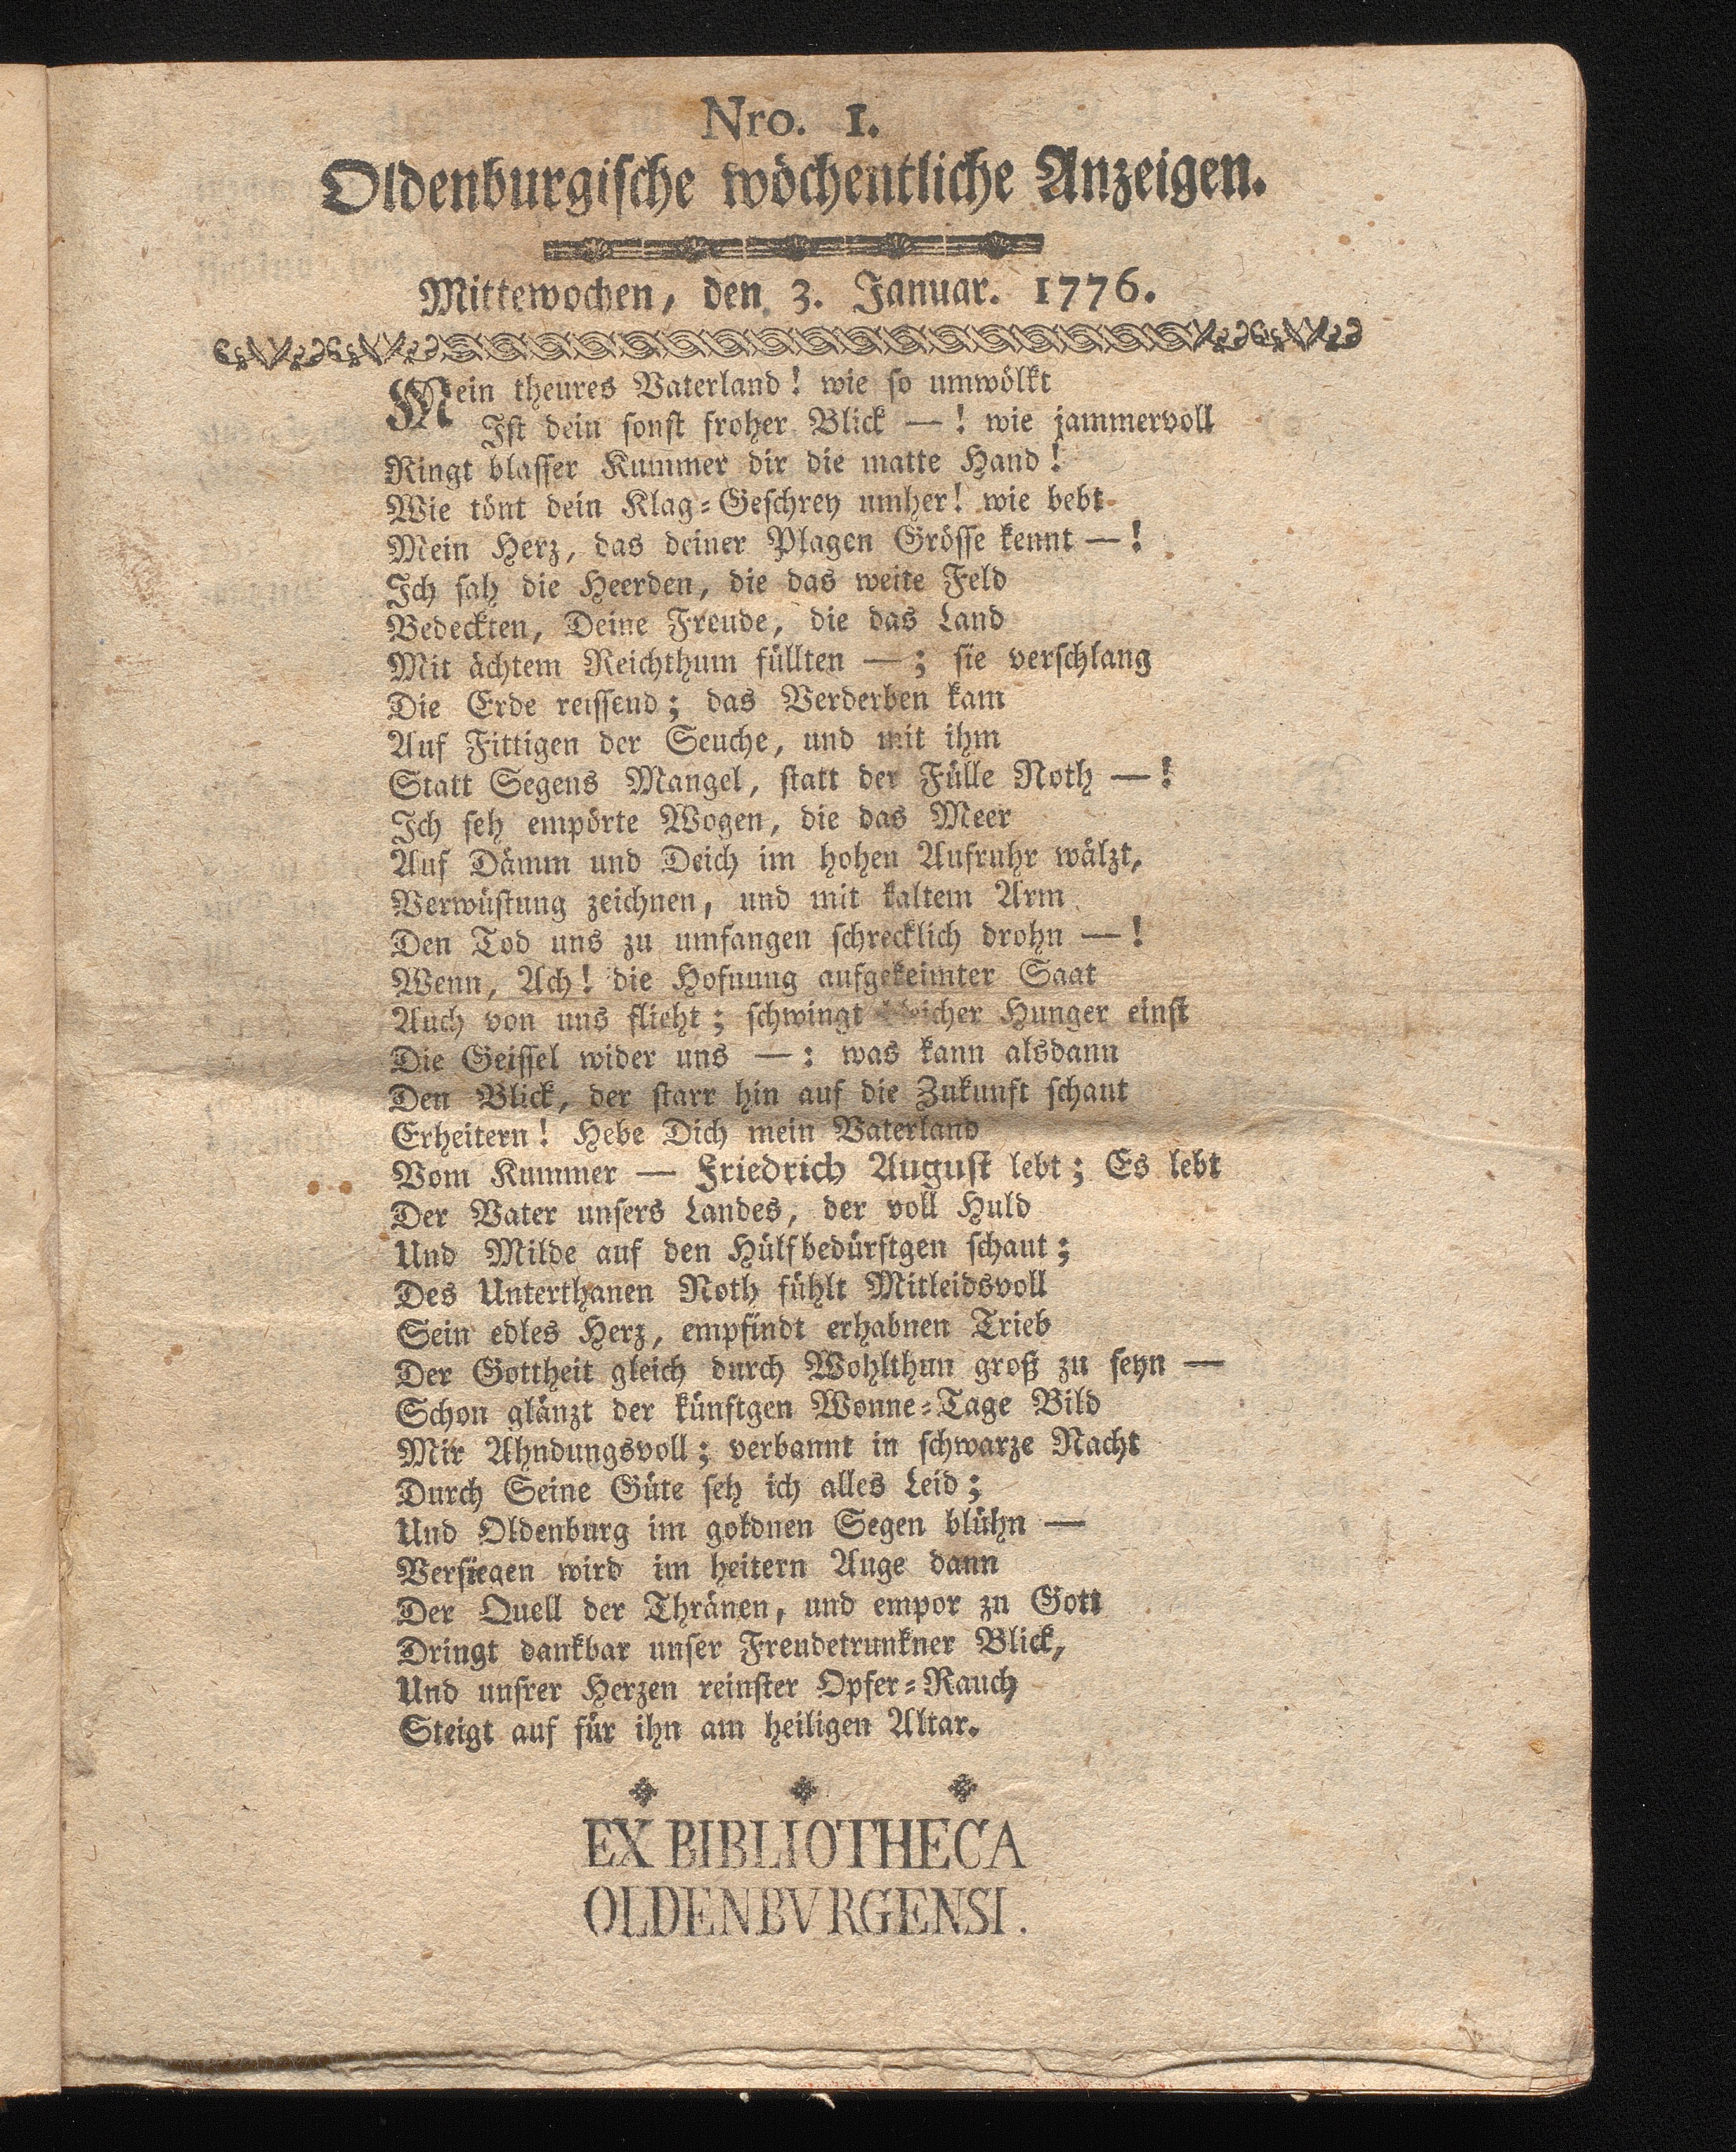 Nro. 1.
Oldenburgische wöchentliche Anzeigen.
Mittewochen, den 3. Januar. 1776.
Mein theures Vaterland! wie so umwölkt
Ist dein sonst froher Blick —! wie jammervoll
Ringt blasser Kummer dir die matte Hand!
Wie tönt dein Klag-Geschrey umher! wie bebt
Mein Herz, das deiner Plagen Grösse kennt —!
Ich sah die Heerden, die das weite Feld
Bedeckten, Deine Freude, die das Land
Mit ächtem Reichthum füllten —; sie verschlang
Die Erde reissend; das Verderben kam
Auf Fittigen der Seuche, und mit ihm
Statt Segens Mangel, statt der Fülle Noth —!
Ich seh empörte Wogen, die das Meer
Auf Dämm und Deich im hohen Aufruhr wälzt,
Verwüstung zeichnen, und mit kaltem Arm
Den Tod uns zu umfangen schrecklich drohn —!
Wenn, Ach! die Hofnung aufgekeimter Saat
Auch von uns flieht; schwingt Hunger einst
Die Geissel wider uns —: was kann alsdann
Den Blick, der starr hin auf die Zukunft schaut
Erheitern! Hebe Dich mein Vaterland
Vom Kummer — Friedrich August lebt; Es lebt
Der Vater unsers Landes, der voll Huld
Und Milde auf den Hülfbedürftgen schaut;
Des Unterthanen Noth fühlt Mitleidsvoll
Sein edles Herz, empfindt erhabnen Trieb
Der Gottheit gleich durch Wohlthun groß zu seyn —
Schon glänzt der künftgen Wonne-Tage Bild
Mir Ahndungsvoll; verbannt in schwarze Nacht
Durch Seine Güte seh ich alles Leid;
Und Oldenburg im goldnen Segen blühn —
Versiegen wird im heitern Auge dann
Der Quell der Thränen, und empor zu Gott
Dringt dankbar unser Freudetrunkner Blick,
Und unsrer Herzen reinster Opfer-Rauch
Steigt auf für ihn am heiligen Altar.
EX BIBLIOTHECA
OLDENBVRGENSI.